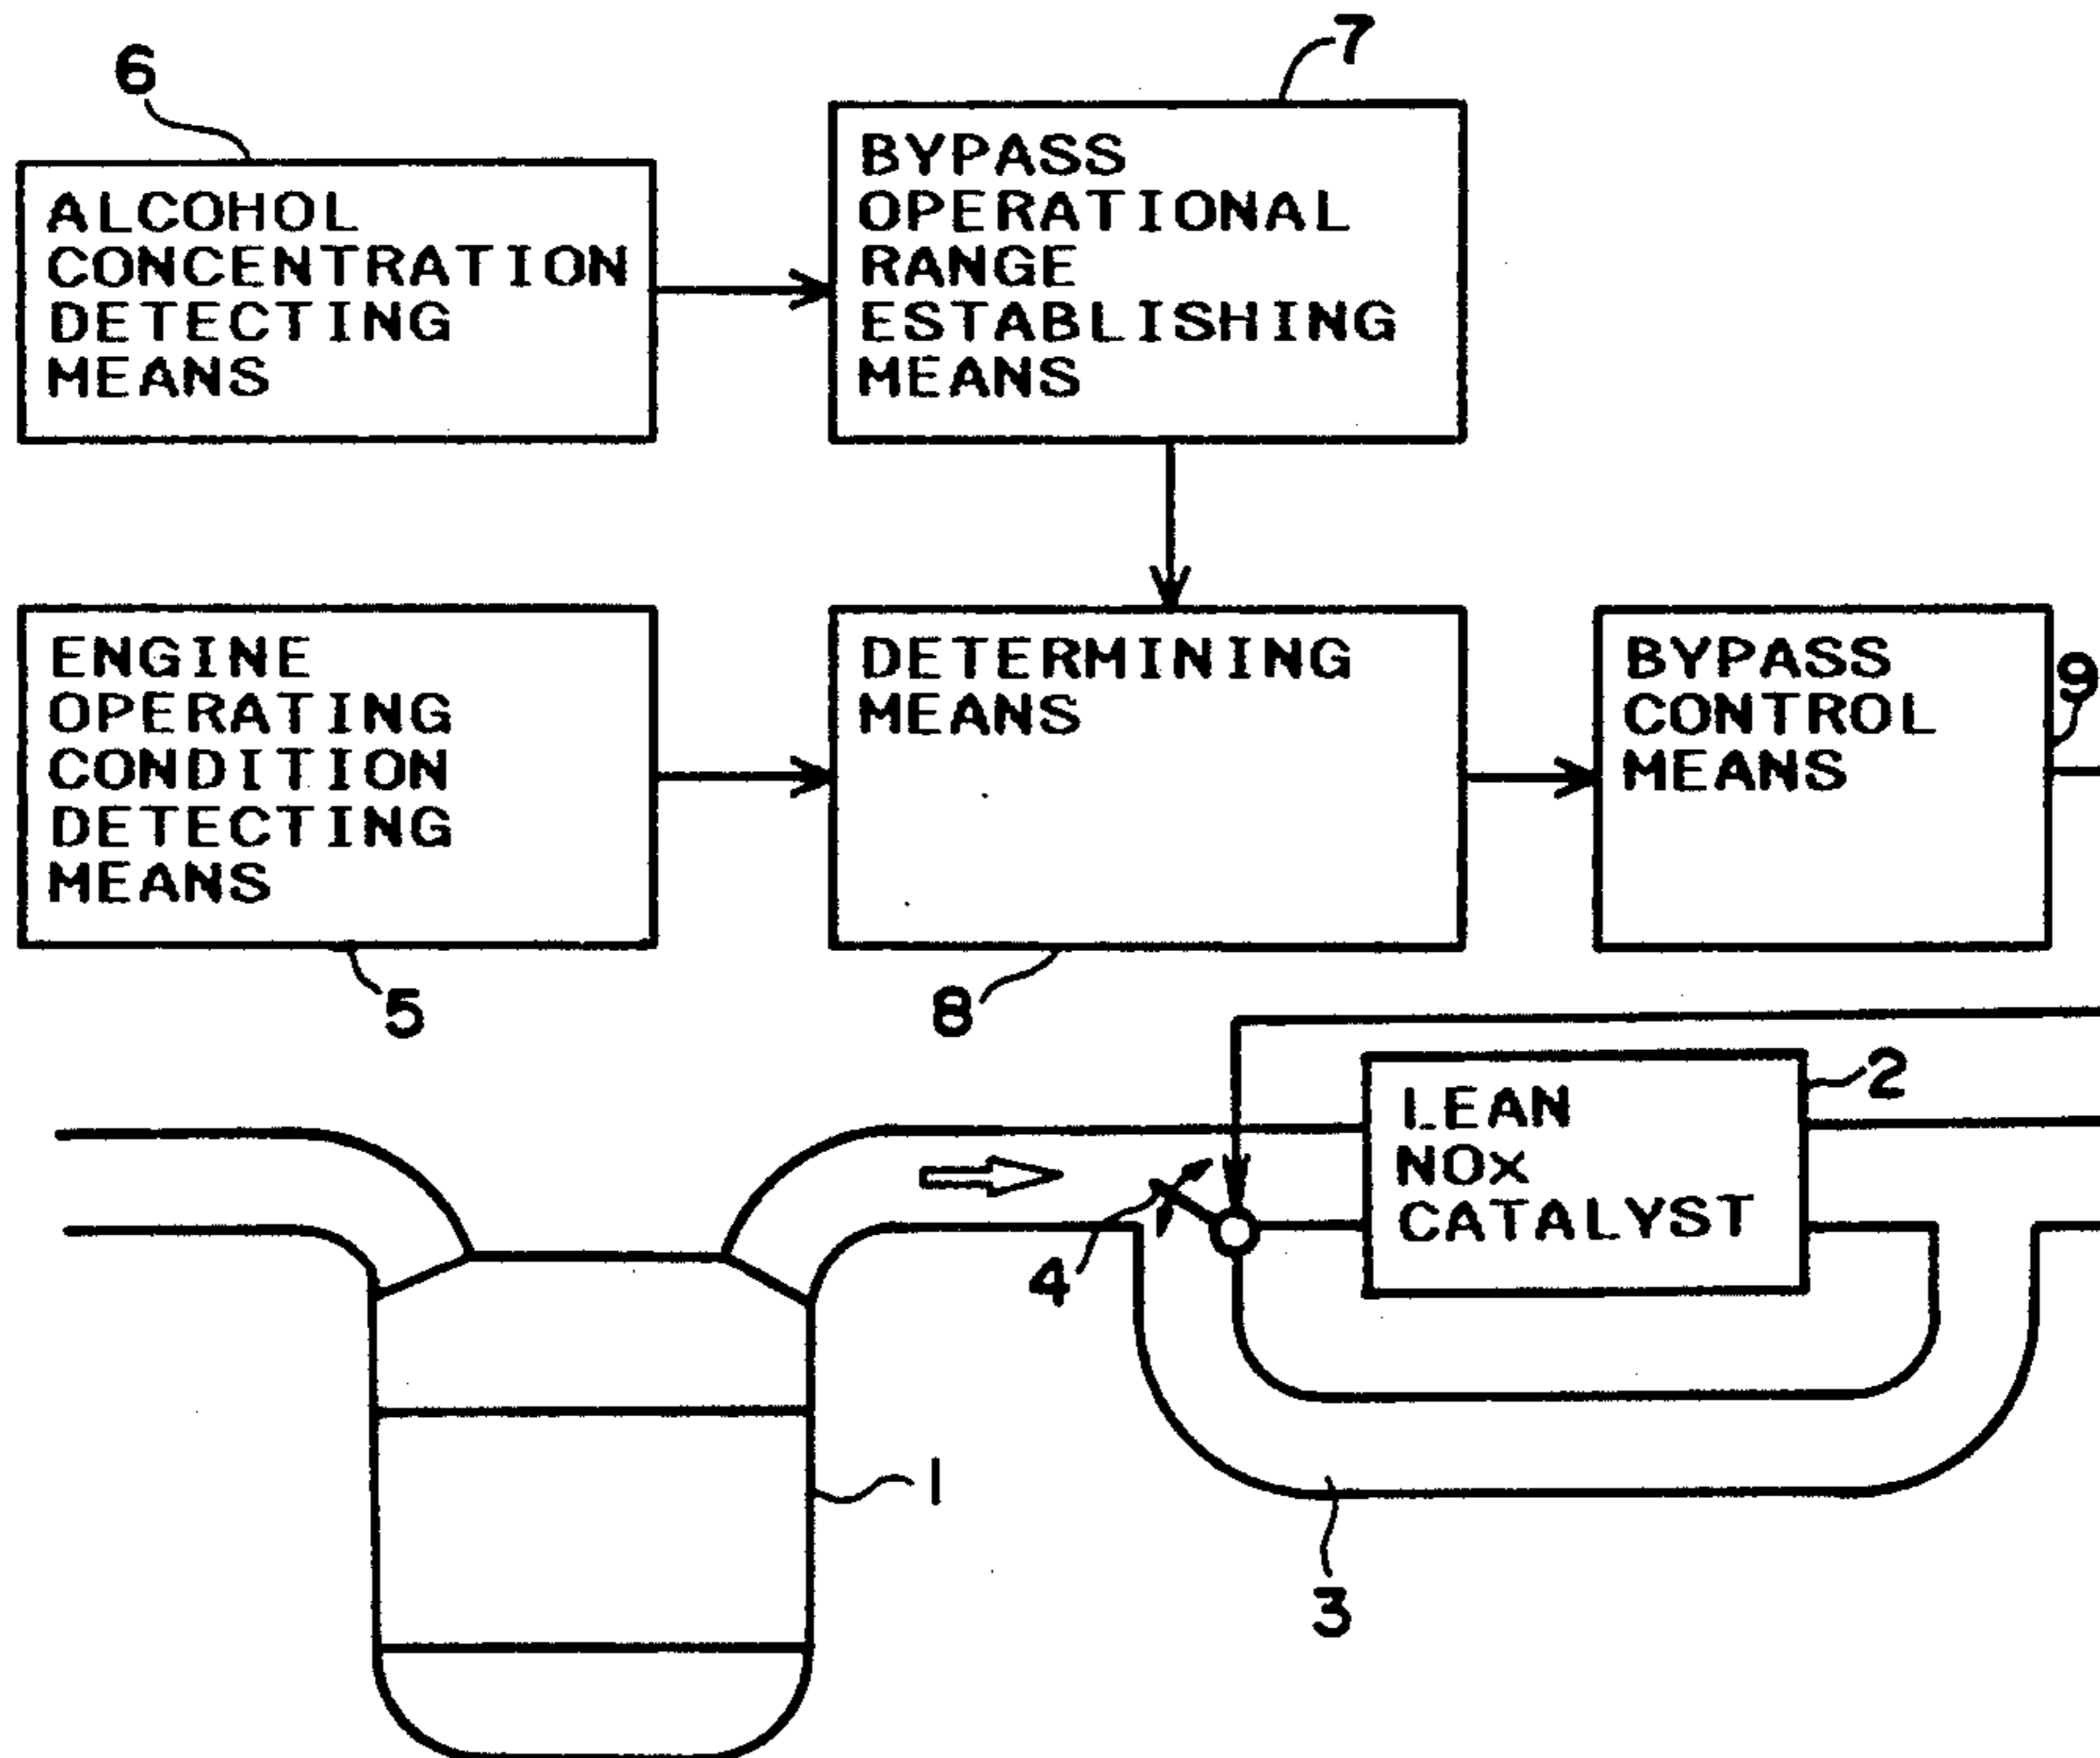 6
7
ALCOHOL
CONCENTRATION
DETECTING
MEANS
BYPASS
OPERATIONAL
RANGE
ESTABLISHING
MEANS
ENGINE
OPERATING
CONDITION
DETECTING
MEANS
DETERMINING
MEANS
BYPASS
CONTROL
MEANS
9
5
8
2
LEAN
NOX
CATALYST
4
1
3